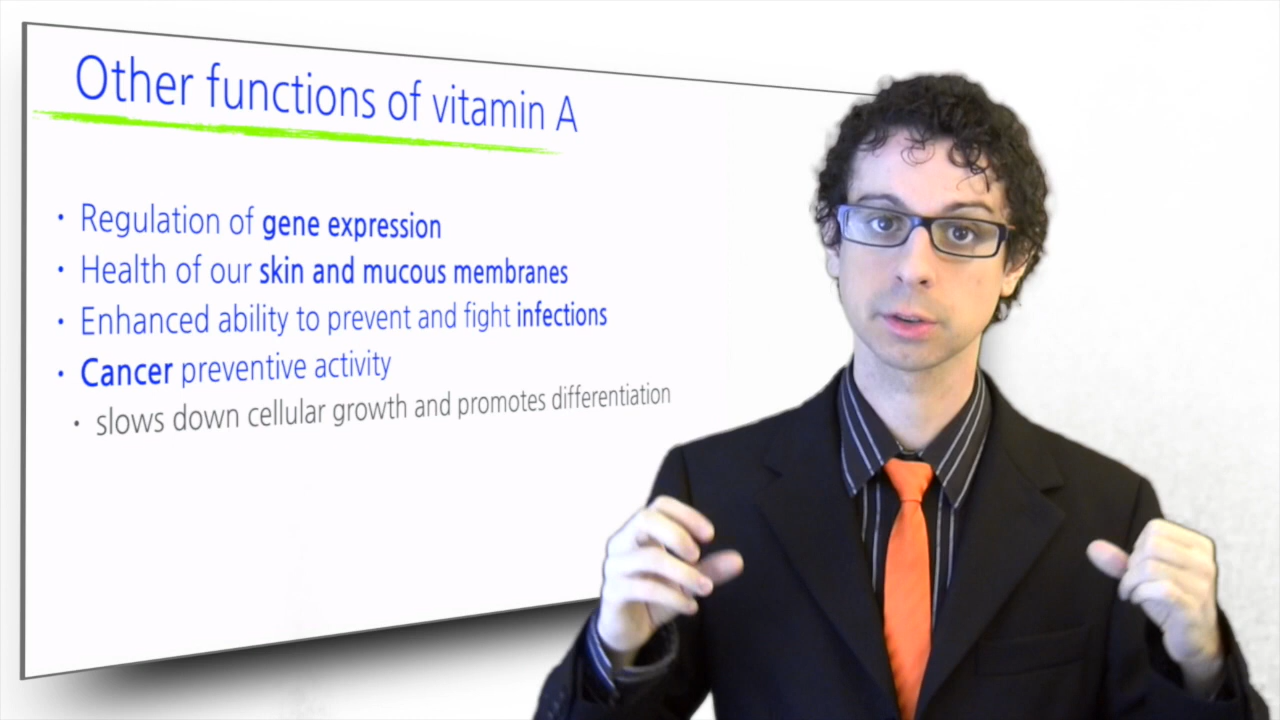 Other functions of vitamin A
• Regulation of gene expression
• Health of our skin and mucous membranes
• Enhanced ability to prevent and fight infections
• Cancer preventive activity
• slows down cellular growth and promotes differentiation